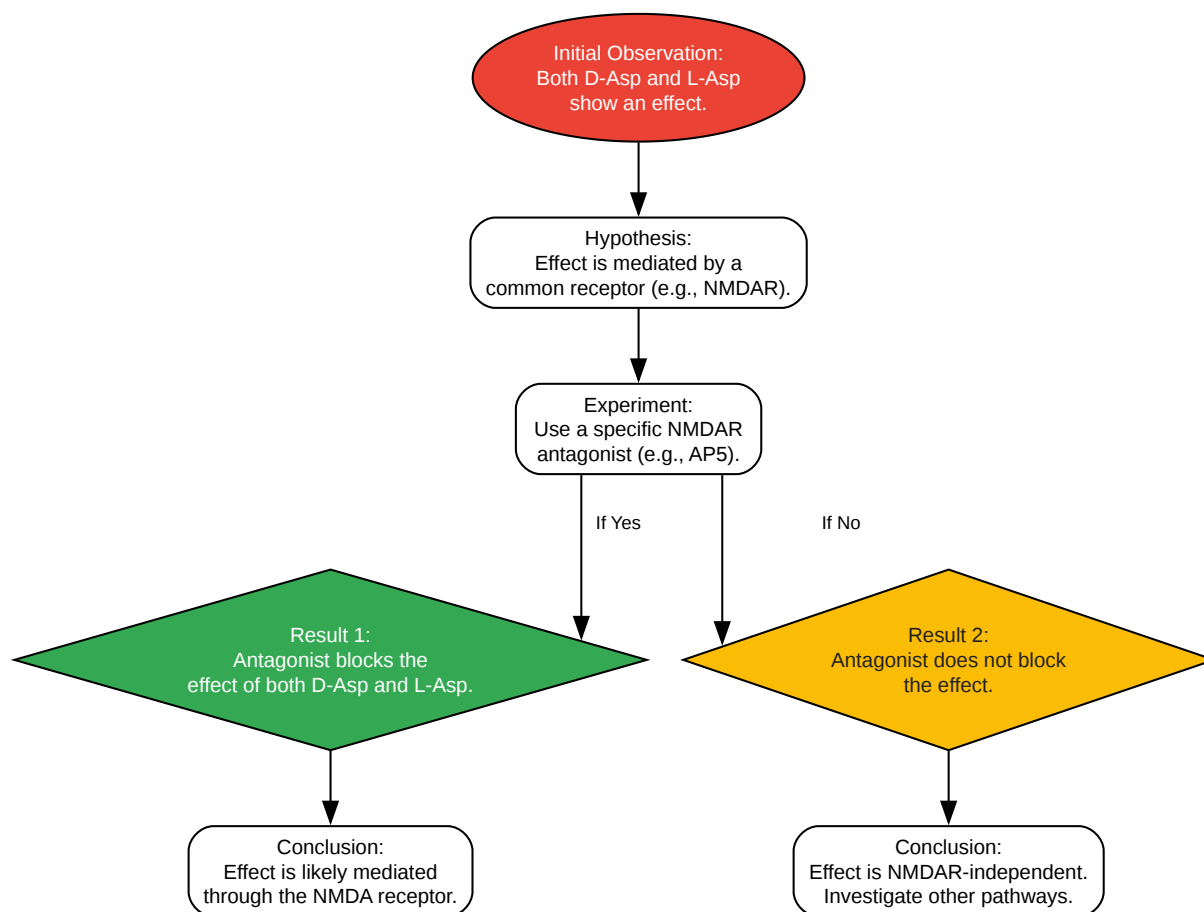 Initial Observation:
Both D-Asp and L-Asp
show an effect.
Hypothesis:
Effect is mediated by a
common receptor (e.g., NMDAR).
Experiment:
Use a specific NMDAR
antagonist (e.g., AP5).
If Yes
If No
Result 1:
Antagonist blocks the
effect of both D-Asp and L-Asp.
Result 2:
Antagonist does not block
the effect.
Conclusion:
Effect is likely mediated
through the NMDA receptor.
Conclusion:
Effect is NMDAR-independent.
Investigate other pathways.